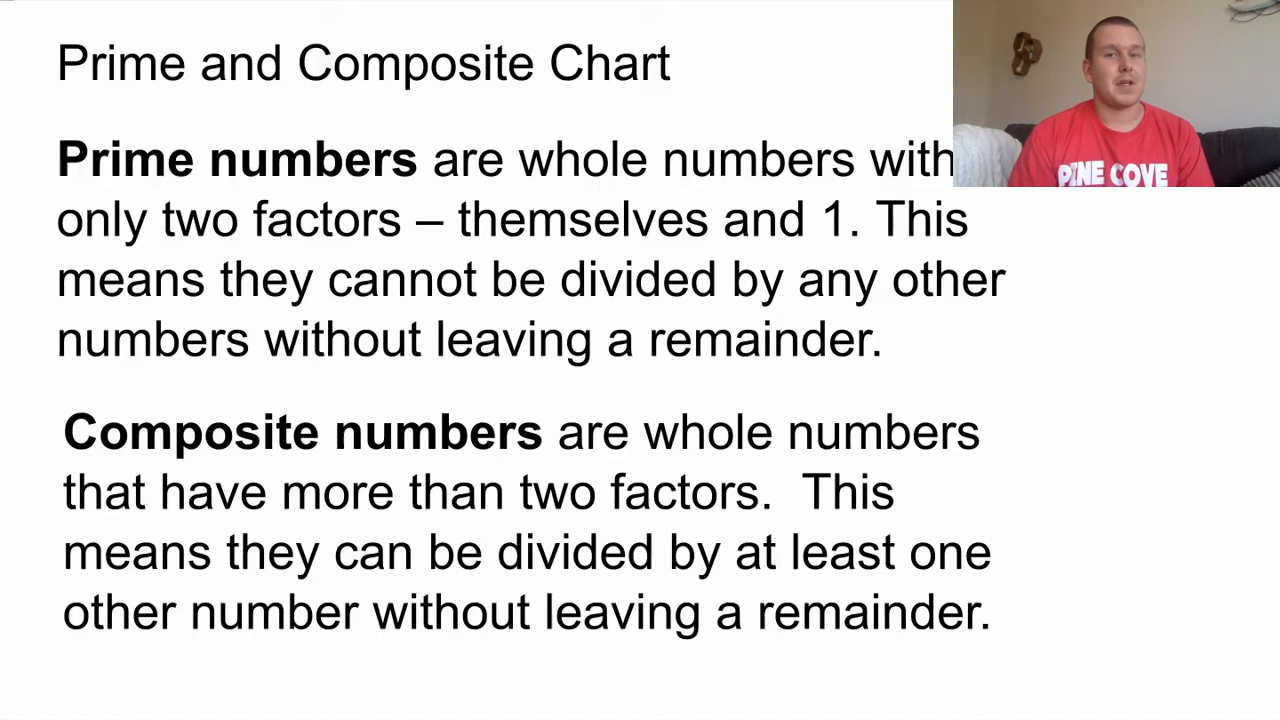 Prime and Composite Chart
Prime numbers are whole numbers with
only two factors – themselves and 1. This
means they cannot be divided by any other
numbers without leaving a remainder.
Composite numbers are whole numbers
that have more than two factors.  This
means they can be divided by at least one
other number without leaving a remainder.
PINE COVE